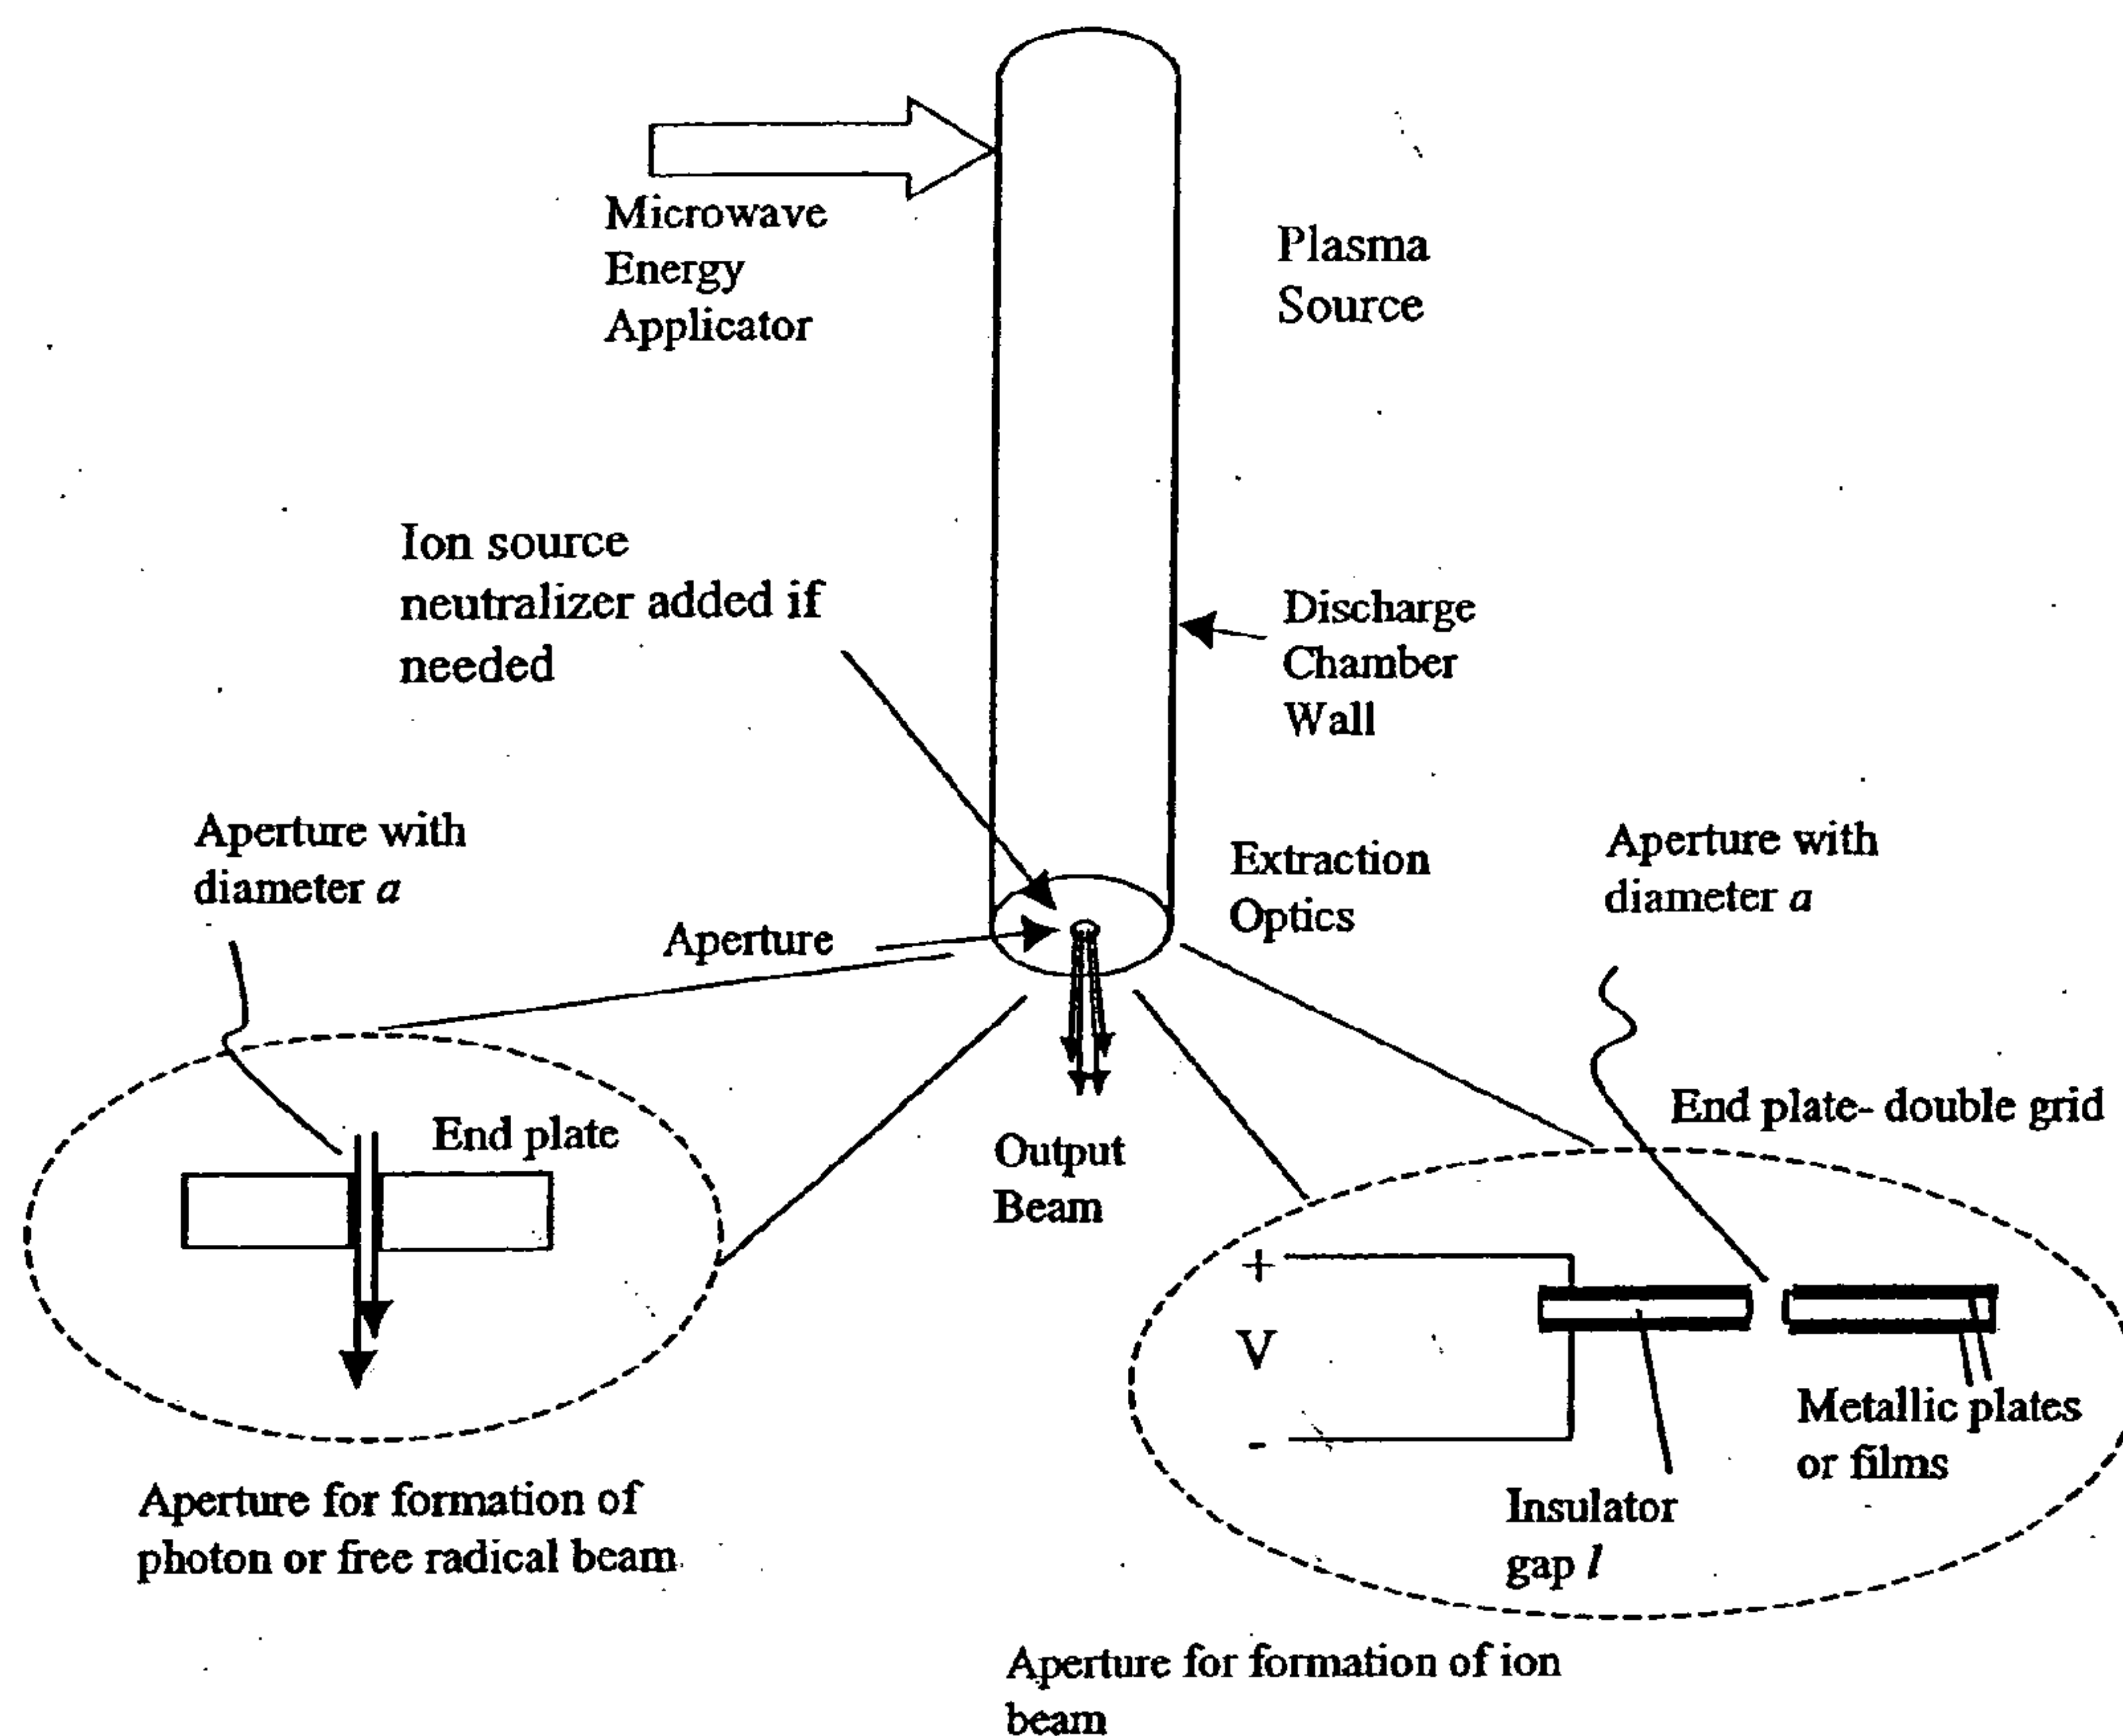 Microwave
Energy
Applicator
Plasma
Source
Ion source
neutralizer added if
needed
Discharge
Chamber
Wall
Aperture with
diameter a
Aperture
Extraction
Optics
Aperture with
diameter a
End plate
Output
Beam
End plate- double grid
+
V
-
Metallic plates
or films
Insulator
gap l
Aperture for formation of
photon or free radical beam
Aperture for formation of ion
beam